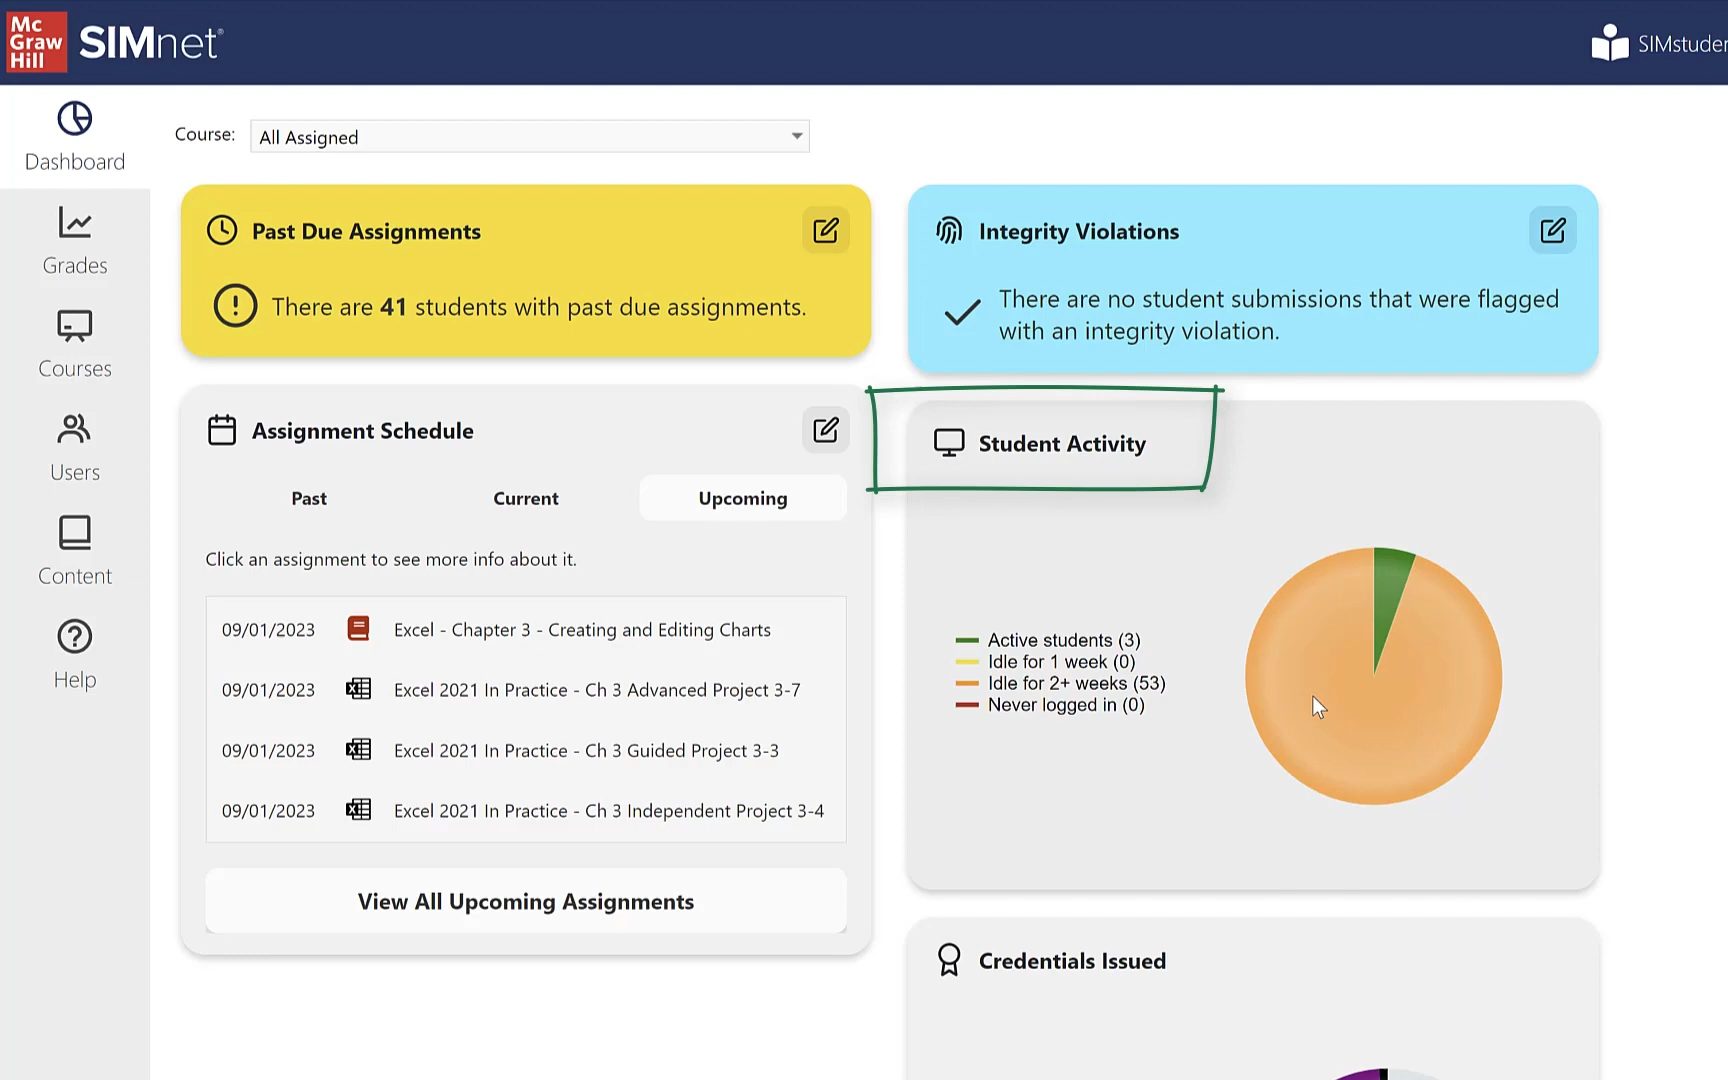 Mc
Graw
Hill
SIMnet®
Dashboard
Grades
Courses
Users
Content
Help
Course:
All Assigned
Past Due Assignments
There are 41 students with past due assignments.
Integrity Violations
There are no student submissions that were flagged
with an integrity violation.
Assignment Schedule
Past
Current
Upcoming
Click an assignment to see more info about it.
09/01/2023 Excel - Chapter 3 - Creating and Editing Charts
09/01/2023 Excel 2021 In Practice - Ch 3 Advanced Project 3-7
09/01/2023 Excel 2021 In Practice - Ch 3 Guided Project 3-3
09/01/2023 Excel 2021 In Practice - Ch 3 Independent Project 3-4
View All Upcoming Assignments
Student Activity
Active students (3)
Idle for 1 week (0)
Idle for 2+ weeks (53)
Never logged in (0)
Credentials Issued